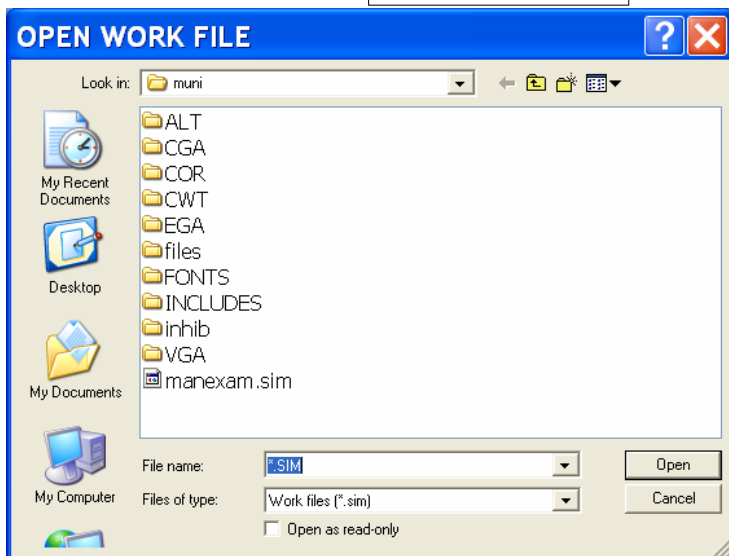 OPEN WORK FILE
Look in: muni
My Recent
Documents
Desktop
My Documents
My Computer
ALT
CGA
COR
CWT
EGA
files
FONTS
INCLUDES
inhib
VGA
manexam.sim
File name: *.SIM Open
Files of type: Work files (*.sim) Cancel
Open as read-only